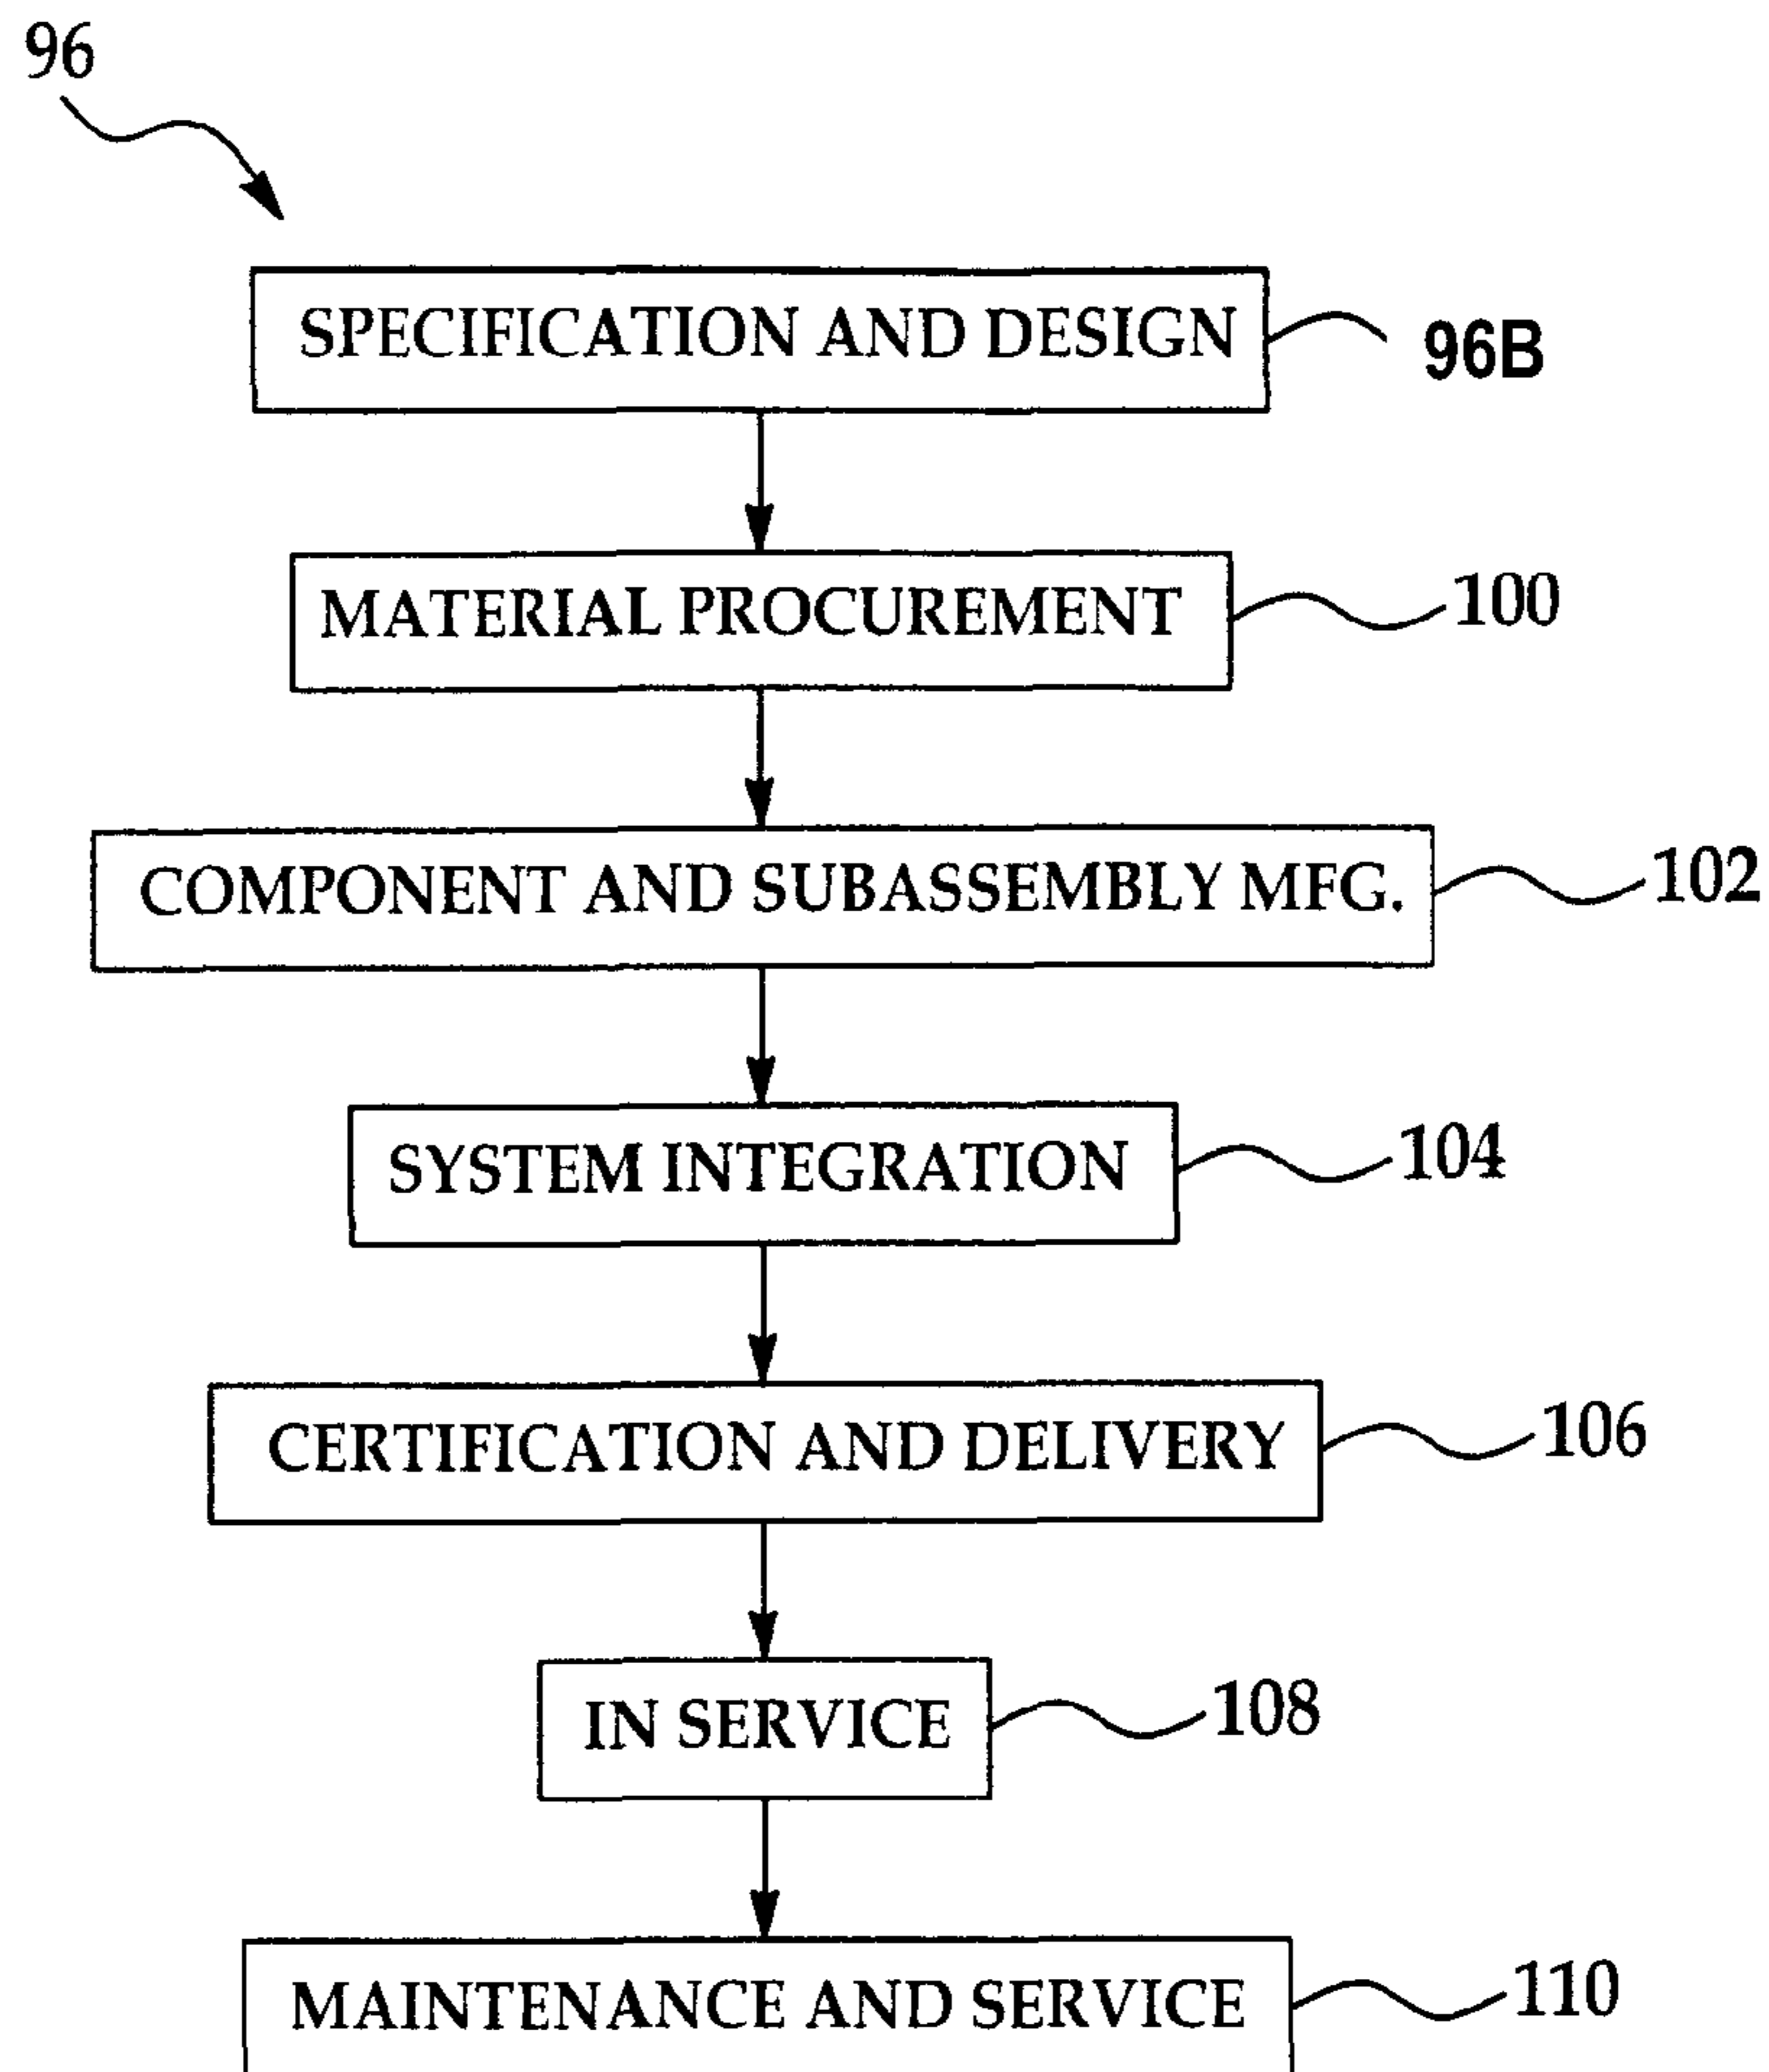 96
SPECIFICATION AND DESIGN 96B
MATERIAL PROCUREMENT 100
COMPONENT AND SUBASSEMBLY MFG. 102
SYSTEM INTEGRATION 104
CERTIFICATION AND DELIVERY 106
IN SERVICE 108
MAINTENANCE AND SERVICE 110